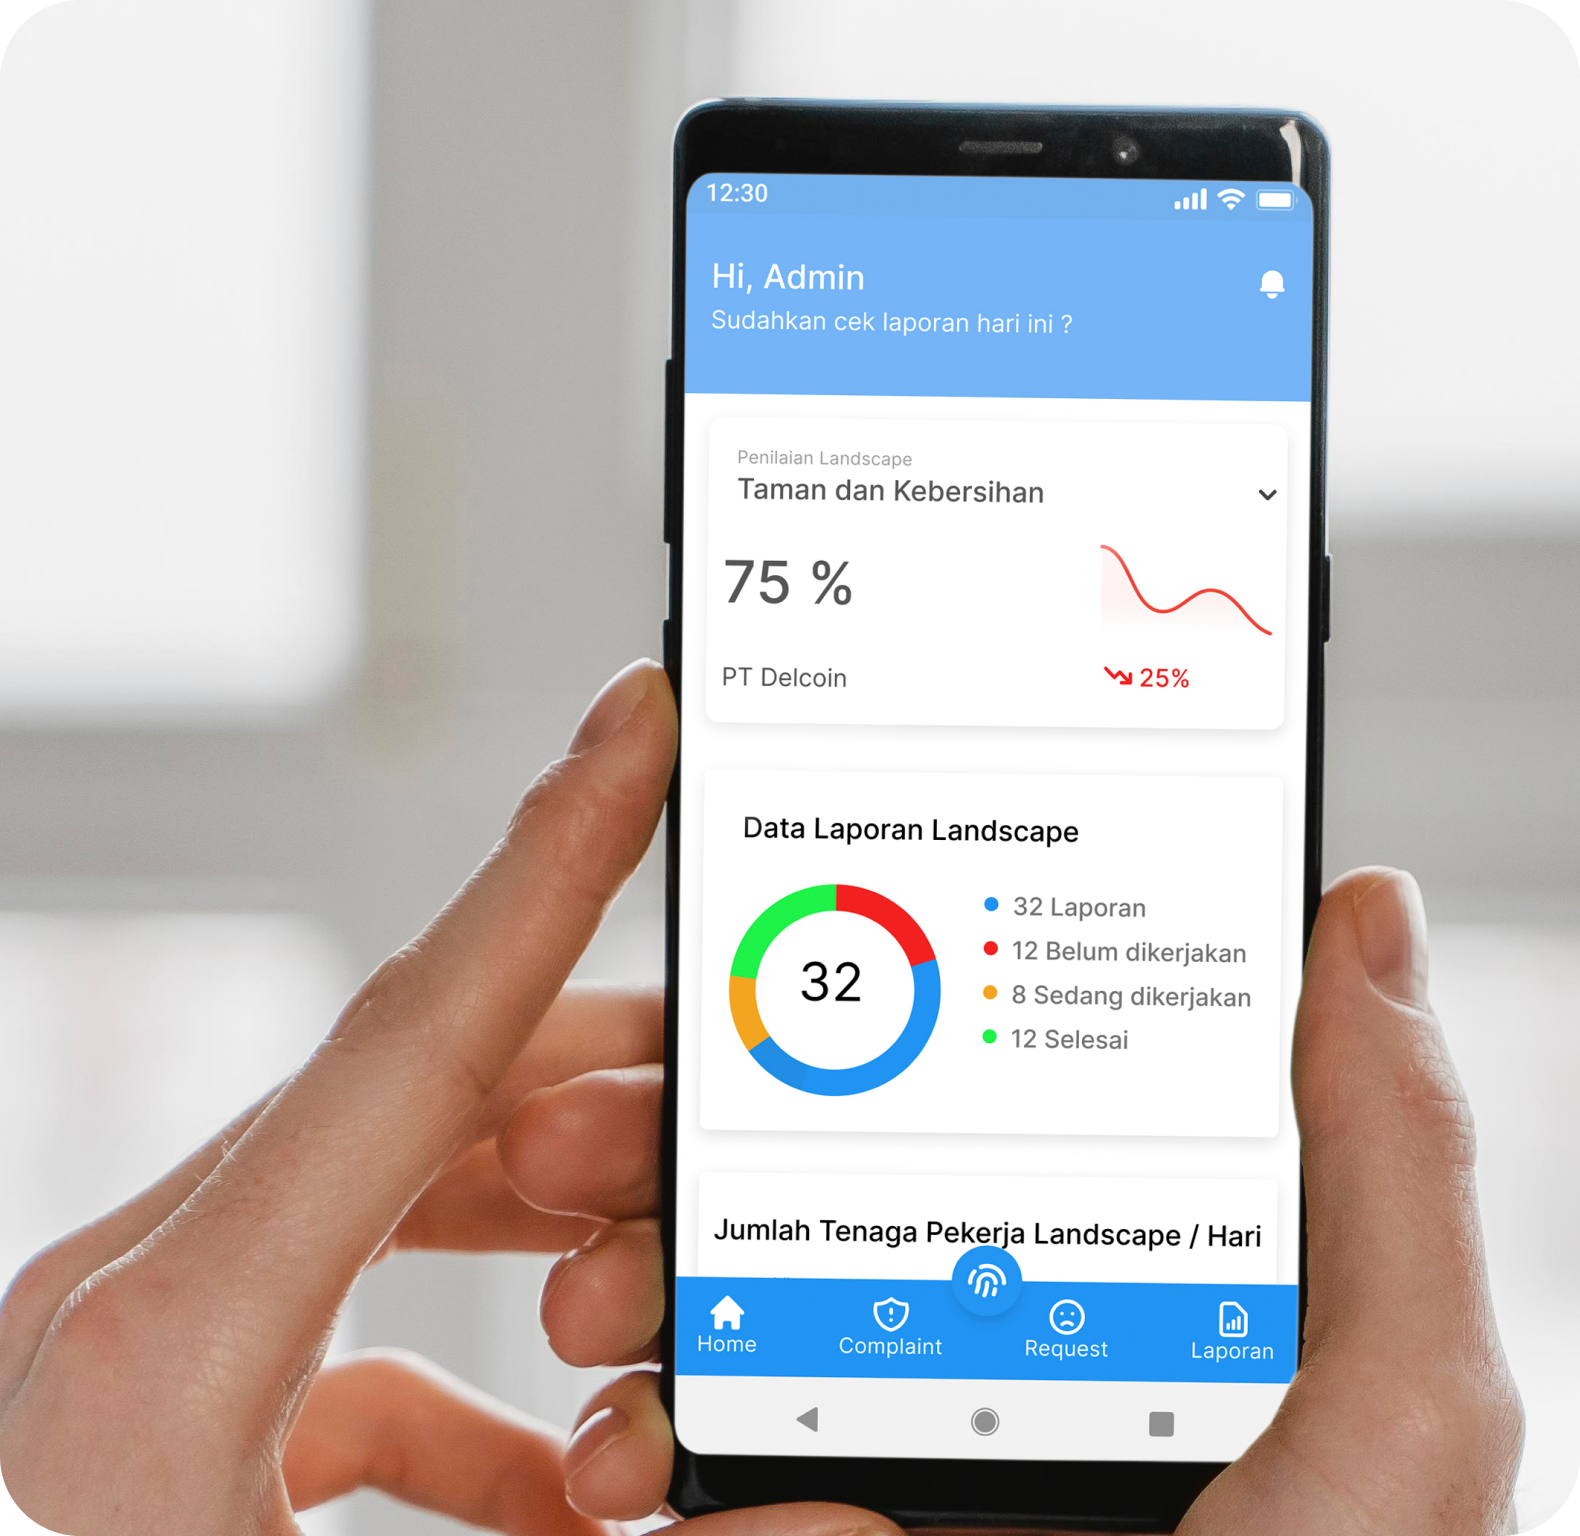 12:30
Hi, Admin
Sudahkan cek laporan hari ini ?
Penilaian Landscape
Taman dan Kebersihan
75 %
PT Delcoin
25%
Data Laporan Landscape
32
32 Laporan
12 Belum dikerjakan
8 Sedang dikerjakan
12 Selesai
Jumlah Tenaga Pekerja Landscape / Hari
Home
Complaint
Request
Laporan